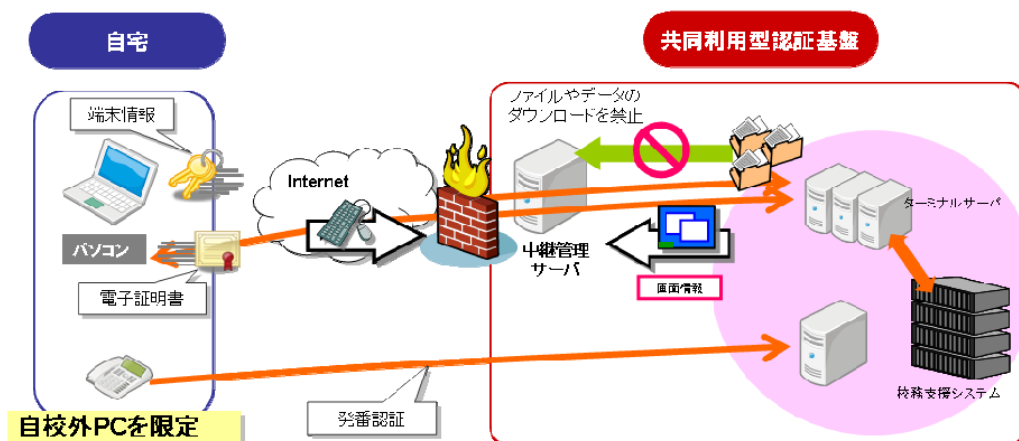 自宅
共同利用型認証基盤
端末情報
ファイルやデータの
ダウンロードを禁止
Internet
ターミナルサーバ
パソコン
中継管理
サーバ
画面情報
電子証明書
校務支援システム
発番認証
自校外PCを限定